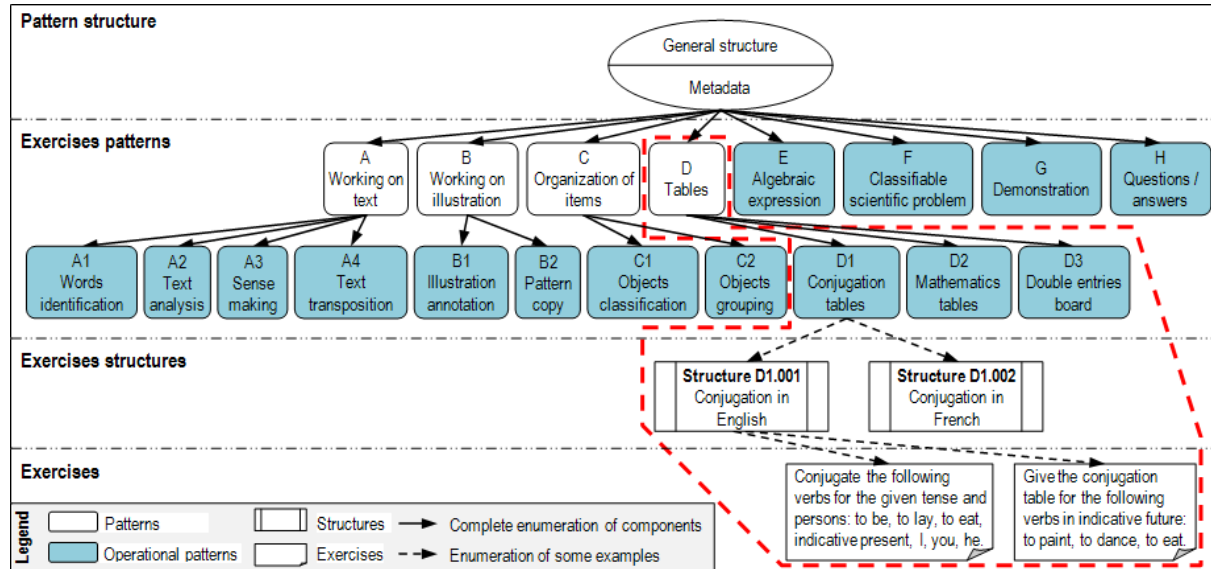 Pattern structure
General structure
Metadata
Exercises patterns
A
Working on
text
B
Working on
illustration
C
Organization of
items
D
Tables
E
Algebraic
expression
F
Classifiable
scientific problem
G
Demonstration
H
Questions /
answers
A1
Words
identification
A2
Text
analysis
A3
Sense
making
A4
Text
transposition
B1
Illustration
annotation
B2
Pattern
copy
C1
Objects
classification
C2
Objects
grouping
D1
Conjugation
tables
D2
Mathematics
tables
D3
Double entries
board
Exercises structures
Structure D1.001
Conjugation in
English
Structure D1.002
Conjugation in
French
Exercises
Conjugate the following
verbs for the given tense and
persons: to be, to lay, to eat,
indicative present, I, you, he.
Give the conjugation
table for the following
verbs in indicative future:
to paint, to dance, to eat.
Legend
Patterns
Operational patterns
Structures
Exercises
Complete enumeration of components
Enumeration of some examples